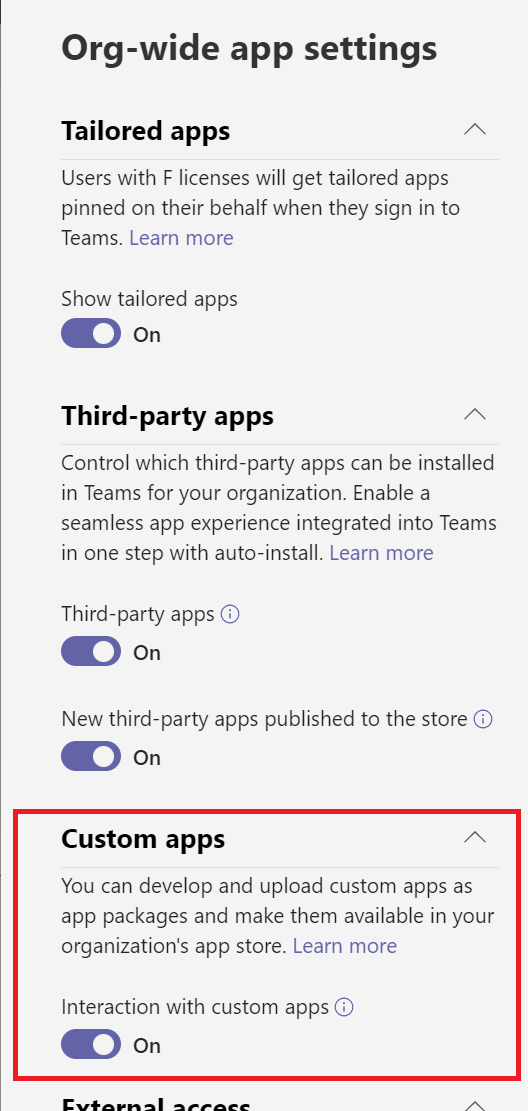 Org-wide app settings
Tailored apps
Users with F licenses will get tailored apps
pinned on their behalf when they sign in to
Teams. Learn more
Show tailored apps
On
Third-party apps
Control which third-party apps can be installed
in Teams for your organization. Enable a
seamless app experience integrated into Teams
in one step with auto-install. Learn more
Third-party apps
On
New third-party apps published to the store
On
Custom apps
You can develop and upload custom apps as
app packages and make them available in your
organization's app store. Learn more
Interaction with custom apps
On
External access